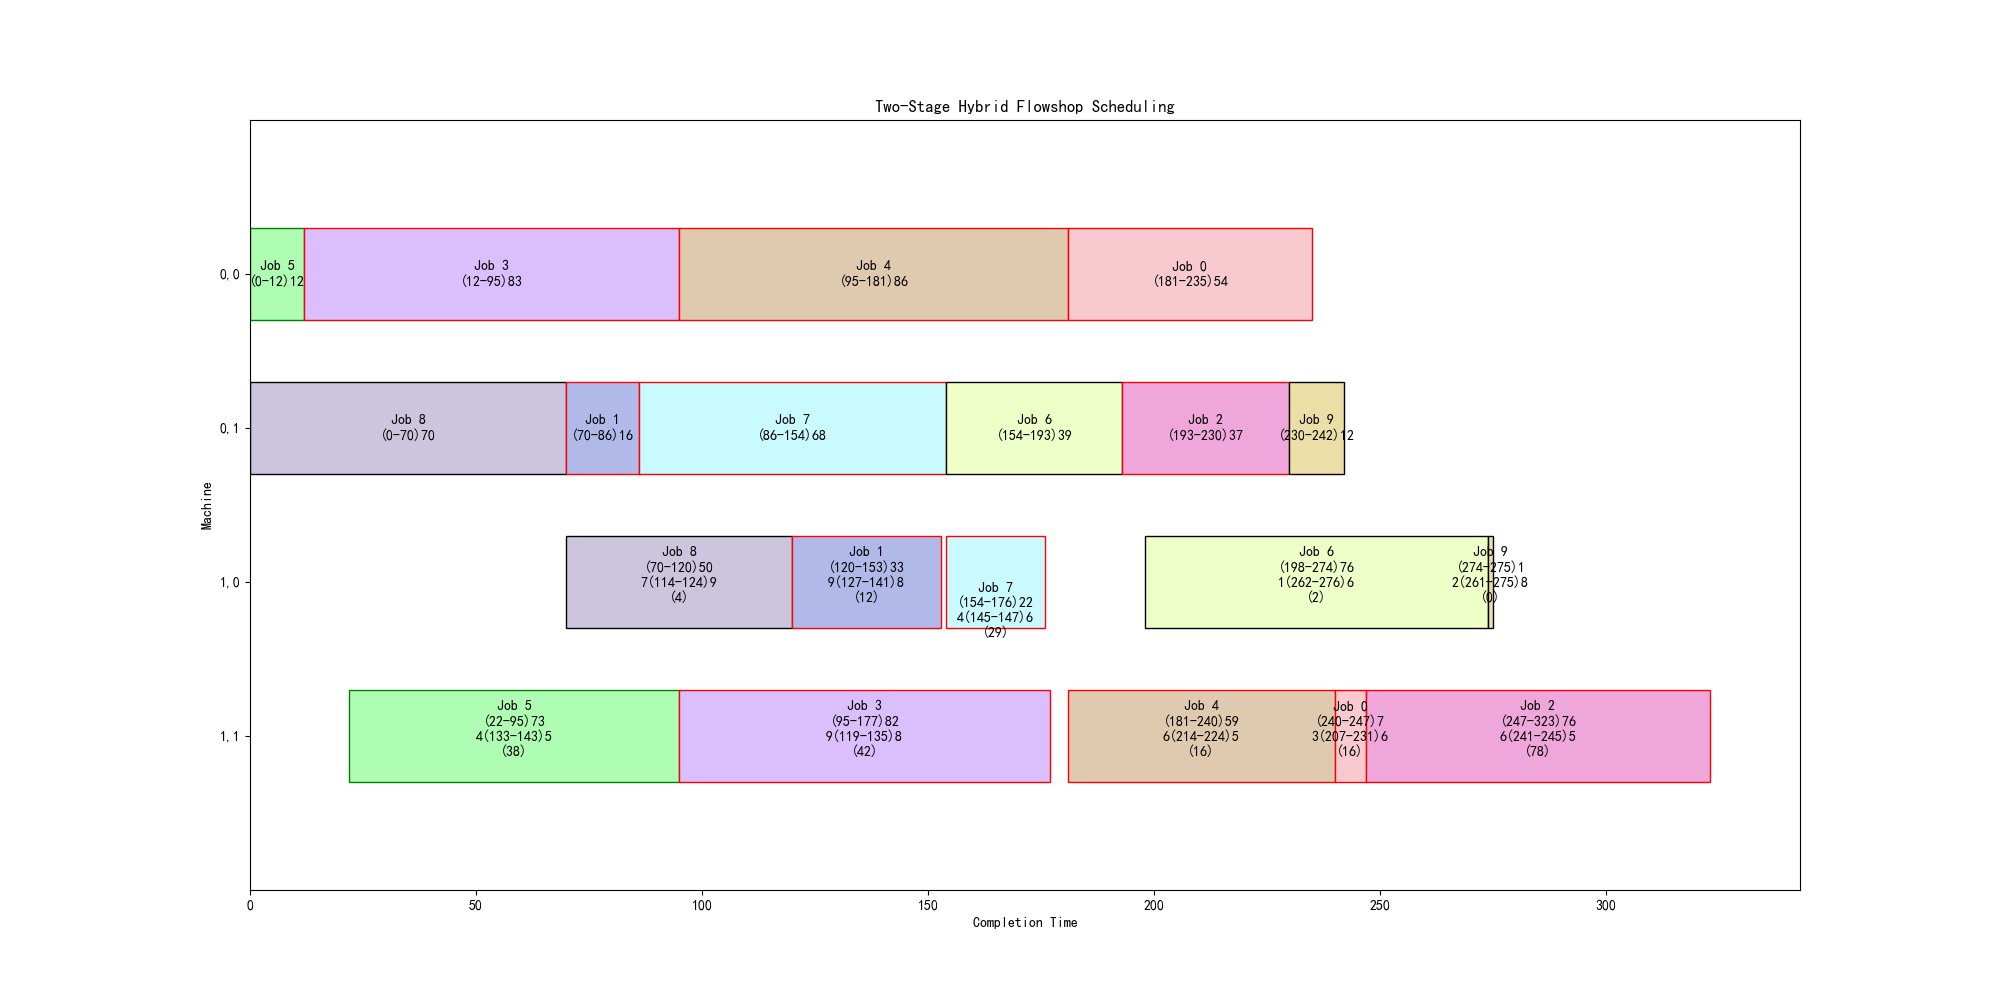 Two-Stage Hybrid Flowshop Scheduling
0,0
Job 5
(0-12)12
Job 3
(12-95)83
Job 4
(95-181)86
Job 0
(181-235)54
0,1
Job 8
(0-70)70
Job 1
(70-86)16
Job 7
(86-154)68
Job 6
(154-193)39
Job 2
(193-230)37
Job 9
(230-242)12
Machine
1,0
Job 8
(70-120)50
7(114-124)9
(4)
Job 1
(120-153)33
9(127-141)8
(12)
Job 7
(154-176)22
4(145-147)6
(29)
Job 6
(198-274)76
1(262-276)6
(2)
Job 9
(274-275)1
2(261-275)8
(0)
1,1
Job 5
(22-95)73
4(133-143)5
(38)
Job 3
(95-177)82
9(119-135)8
(42)
Job 4
(181-240)59
6(214-224)5
(16)
Job 0
(240-247)7
3(207-231)6
(16)
Job 2
(247-323)76
6(241-245)5
(78)
0
50
100
150
200
250
300
Completion Time